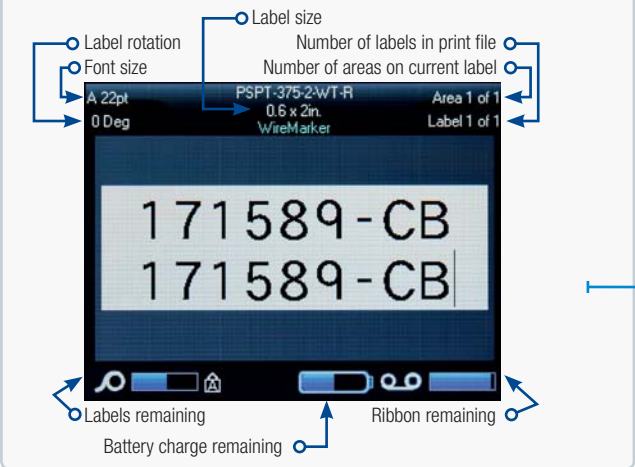 Label size
Label rotation
Number of labels in print file
Font size
Number of areas on current label
A 22pt
PSPT-375-2-WT-R
Area 1 of 1
0.6 x 2in.
0 Deg
Label 1 of 1
WireMarker
171589-CB
171589-CB
A
Labels remaining
Ribbon remaining
Battery charge remaining